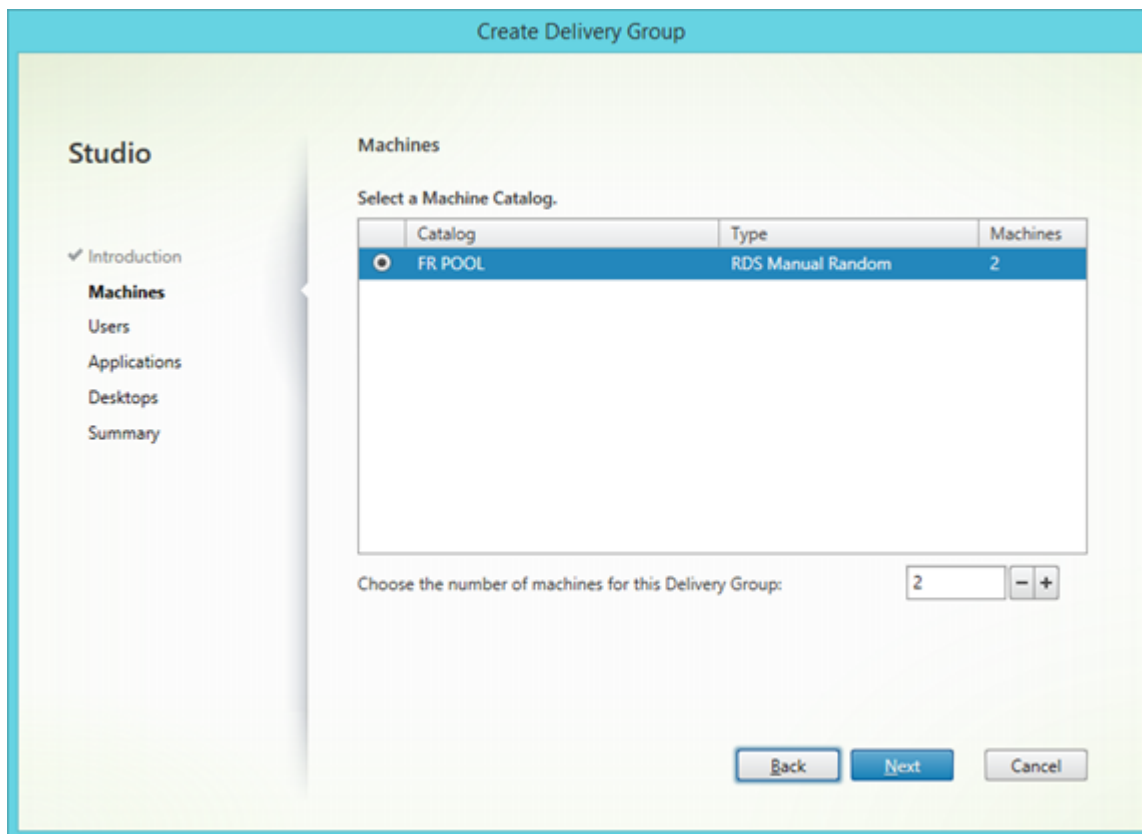 Create Delivery Group
Studio
Introduction
Machines
Users
Applications
Desktops
Summary
Machines
Select a Machine Catalog.
Catalog Type Machines
FR POOL RDS Manual Random 2
Choose the number of machines for this Delivery Group: 2 − +
Back Next Cancel